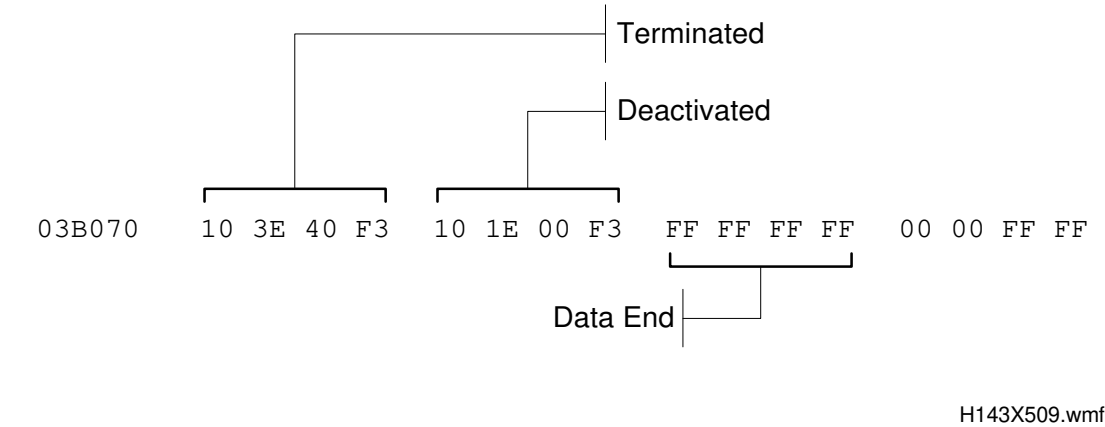 Terminated
Deactivated
03B070 10 3E 40 F3 10 1E 00 F3 FF FF FF FF 00 00 FF FF
Data End
H143X509.wmf